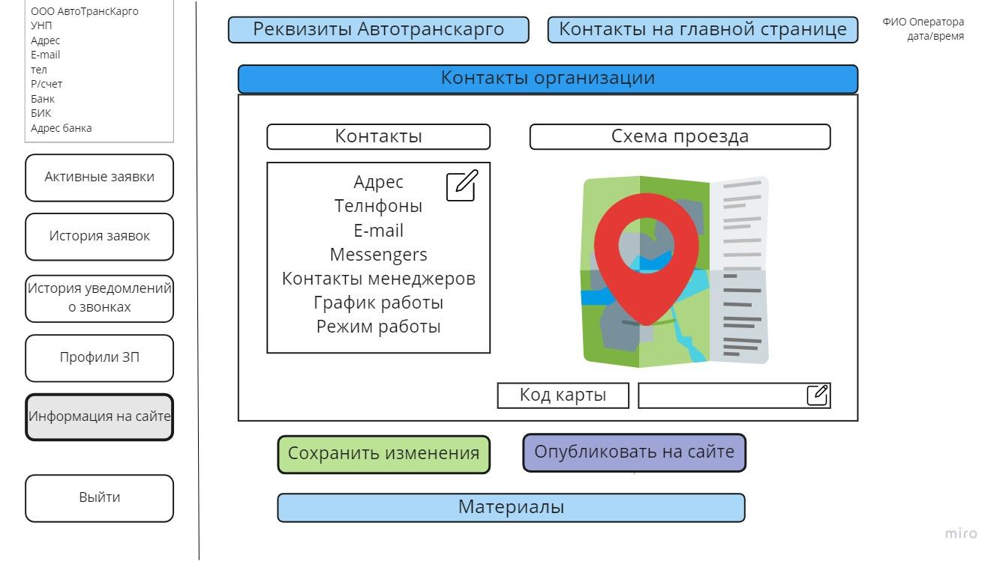 ООО АвтоТрансКарго
УНП
Адрес
E-mail
тел
Р/счет
Банк
БИК
Адрес банка
Активные заявки
История заявок
История уведомлений
о звонках
Профили ЗП
Информация на сайте
Выйти
Реквизиты Автотранскарго
Контакты на главной странице
ФИО Оператора
дата/время
Контакты организации
Контакты
Схема проезда
Адрес
Телнфоны
E-mail
Messengers
Контакты менеджеров
График работы
Режим работы
Код карты
Сохранить изменения
Опубликовать на сайте
Материалы
miro